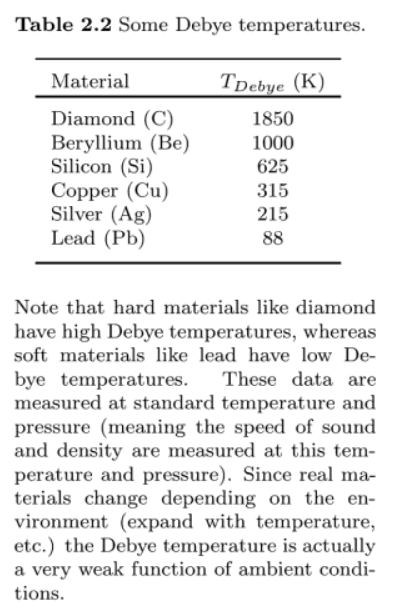 Table 2.2 Some Debye temperatures.
Material T_Debye (K)
Diamond (C) 1850
Beryllium (Be) 1000
Silicon (Si) 625
Copper (Cu) 315
Silver (Ag) 215
Lead (Pb) 88
Note that hard materials like diamond
have high Debye temperatures, whereas
soft materials like lead have low De-
bye temperatures. These data are
measured at standard temperature and
pressure (meaning the speed of sound
and density are measured at this tem-
perature and pressure). Since real ma-
terials change depending on the en-
vironment (expand with temperature,
etc.) the Debye temperature is actually
a very weak function of ambient condi-
tions.